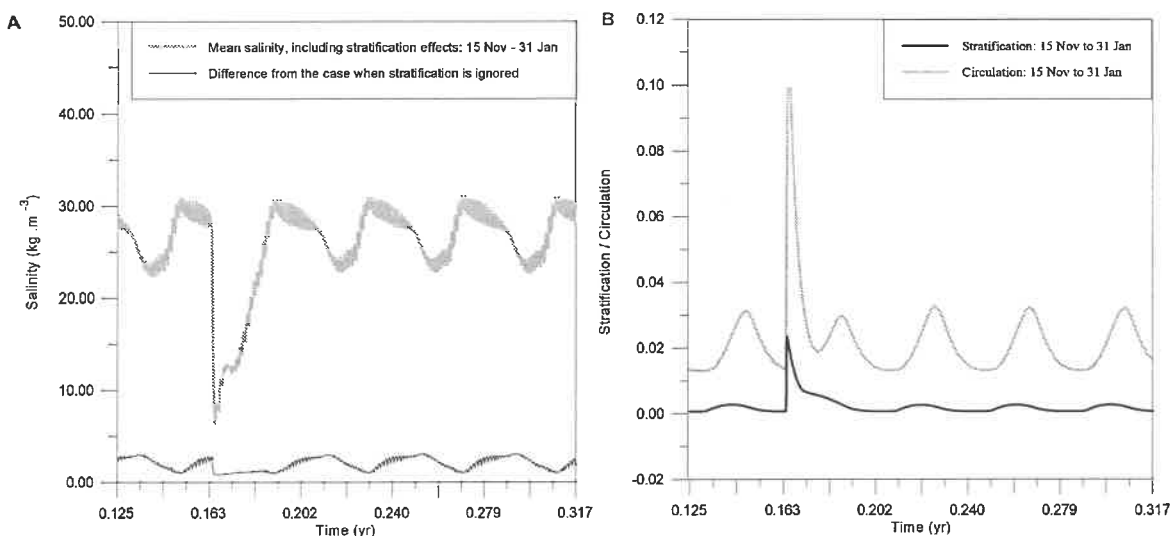 A
Mean salinity, including stratification effects: 15 Nov - 31 Jan
Difference from the case when stratification is ignored
50.00
40.00
30.00
20.00
10.00
0.00
Salinity (kg .m -3)
0.125
0.163
0.202
0.240
0.279
0.317
Time (yr)
B
Stratification: 15 Nov to 31 Jan
Circulation: 15 Nov to 31 Jan
0.12
0.10
0.08
0.06
0.04
0.02
0.00
-0.02
Stratification / Circulation
0.125
0.163
0.202
0.240
0.279
0.317
Time (yr)